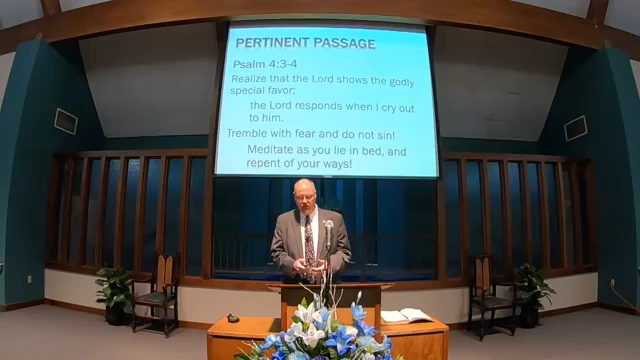 PERTINENT PASSAGE
Psalm 4:3-4
Realize that the Lord shows the godly
special favor;
the Lord responds when I cry out
to him.
Tremble with fear and do not sin!
Meditate as you lie in bed, and
repent of your ways!